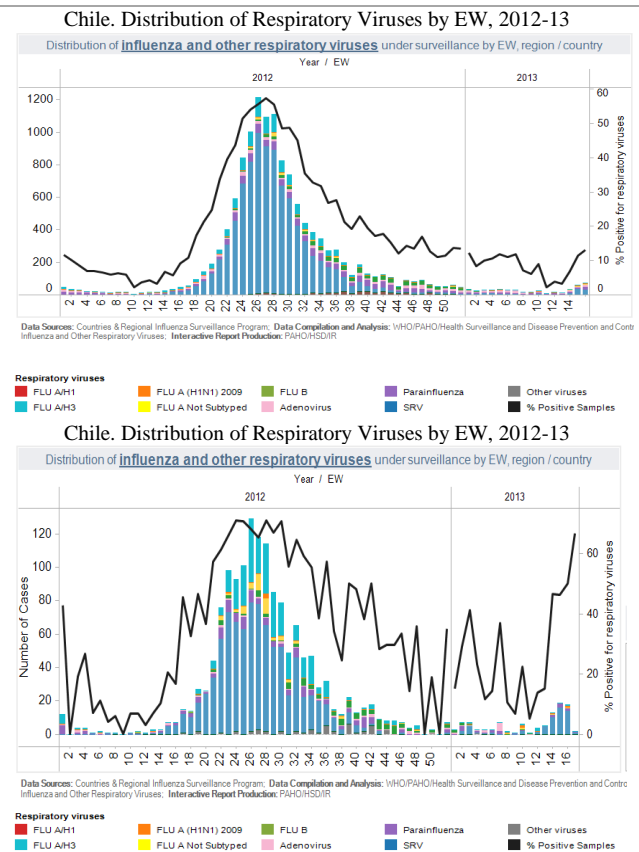 Chile. Distribution of Respiratory Viruses by EW, 2012-13
Distribution of influenza and other respiratory viruses under surveillance by EW, region / country
Year / EW
2012 2013
1200
1000
800
600
400
200
0
60
50
40
30
20
10
0
% Positive for respiratory viruses
2 4 6 8 10 12 14 16 18 20 22 24 26 28 30 32 34 36 38 40 42 44 46 48 50 2 4 6 8 10 12 14
Data Sources: Countries & Regional Influenza Surveillance Program; Data Compilation and Analysis: WHO/PAHO/Health Surveillance and Disease Prevention and Contr
Influenza and Other Respiratory Viruses; Interactive Report Production: PAHO/HSD/IR
Respiratory viruses
FLU A/H1 FLU A (H1N1) 2009 FLU B Parainfluenza Other viruses
FLU A/H3 FLU A Not Subtyped Adenovirus SRV % Positive Samples
Chile. Distribution of Respiratory Viruses by EW, 2012-13
Distribution of influenza and other respiratory viruses under surveillance by EW, region / country
Year / EW
2012 2013
Number of Cases
120
100
80
60
40
20
0
60
40
20
0
% Positive for respiratory viruses
2 4 6 8 10 12 14 16 18 20 22 24 26 28 30 32 34 36 38 40 42 44 46 48 50 2 4 6 8 10 12 14 16
Data Sources: Countries & Regional Influenza Surveillance Program; Data Compilation and Analysis: WHO/PAHO/Health Surveillance and Disease Prevention and Contrc
Influenza and Other Respiratory Viruses; Interactive Report Production: PAHO/HSD/IR
Respiratory viruses
FLU A/H1 FLU A (H1N1) 2009 FLU B Parainfluenza Other viruses
FLU A/H3 FLU A Not Subtyped Adenovirus SRV % Positive Samples